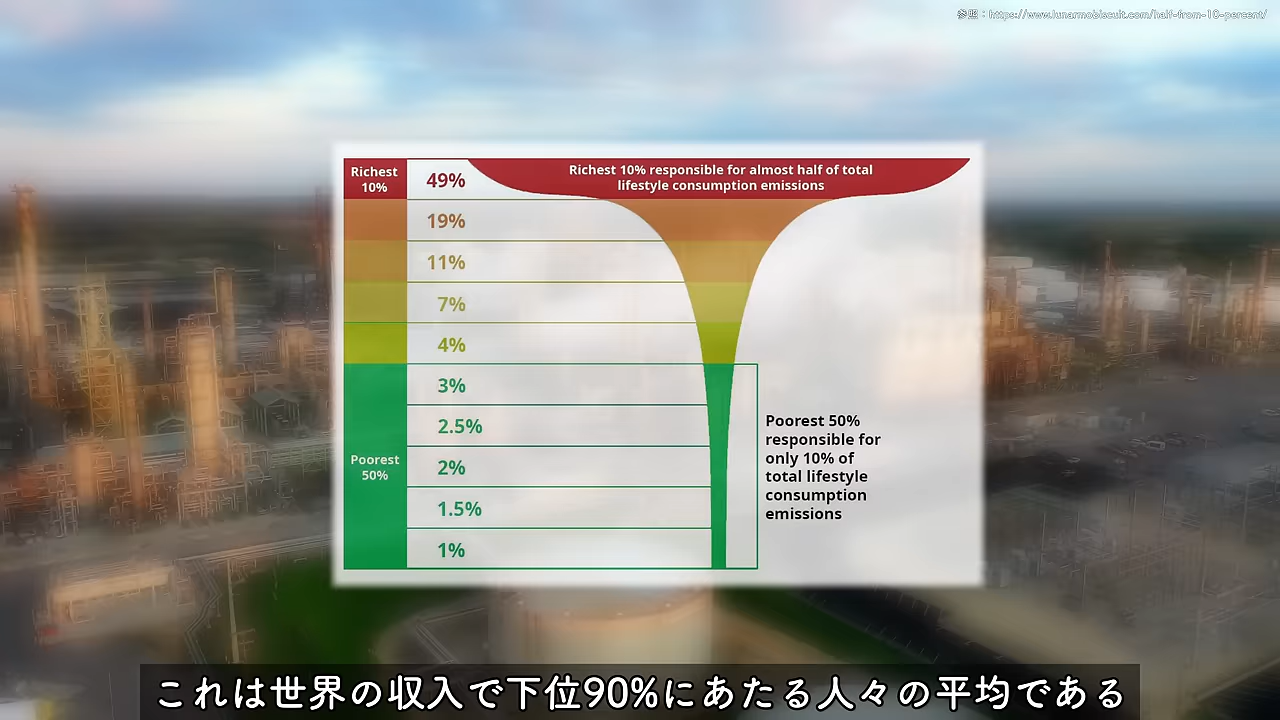 参照：https://www.lunarmobiscuit.com/half-from-10-percent/
Richest
10%
49%
Richest 10% responsible for almost half of total
lifestyle consumption emissions
19%
11%
7%
4%
3%
2.5%
2%
1.5%
1%
Poorest
50%
Poorest 50%
responsible for
only 10% of
total lifestyle
consumption
emissions
これは世界の収入で下位90%にあたる人々の平均である